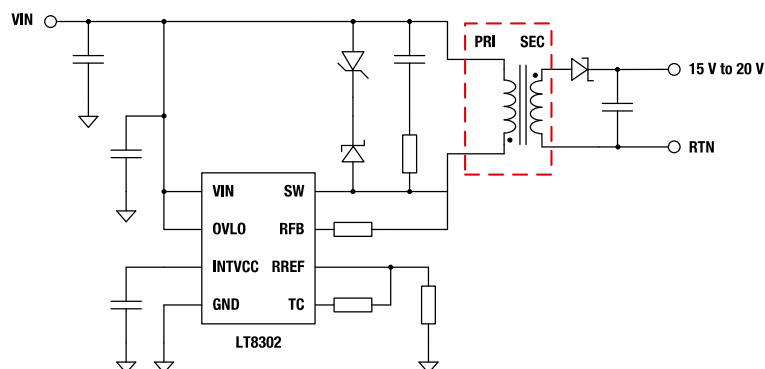 VIN
PRI SEC
15 V to 20 V
RTN
VIN SW
OVLO RFB
INTVCC RREF
GND TC
LT8302